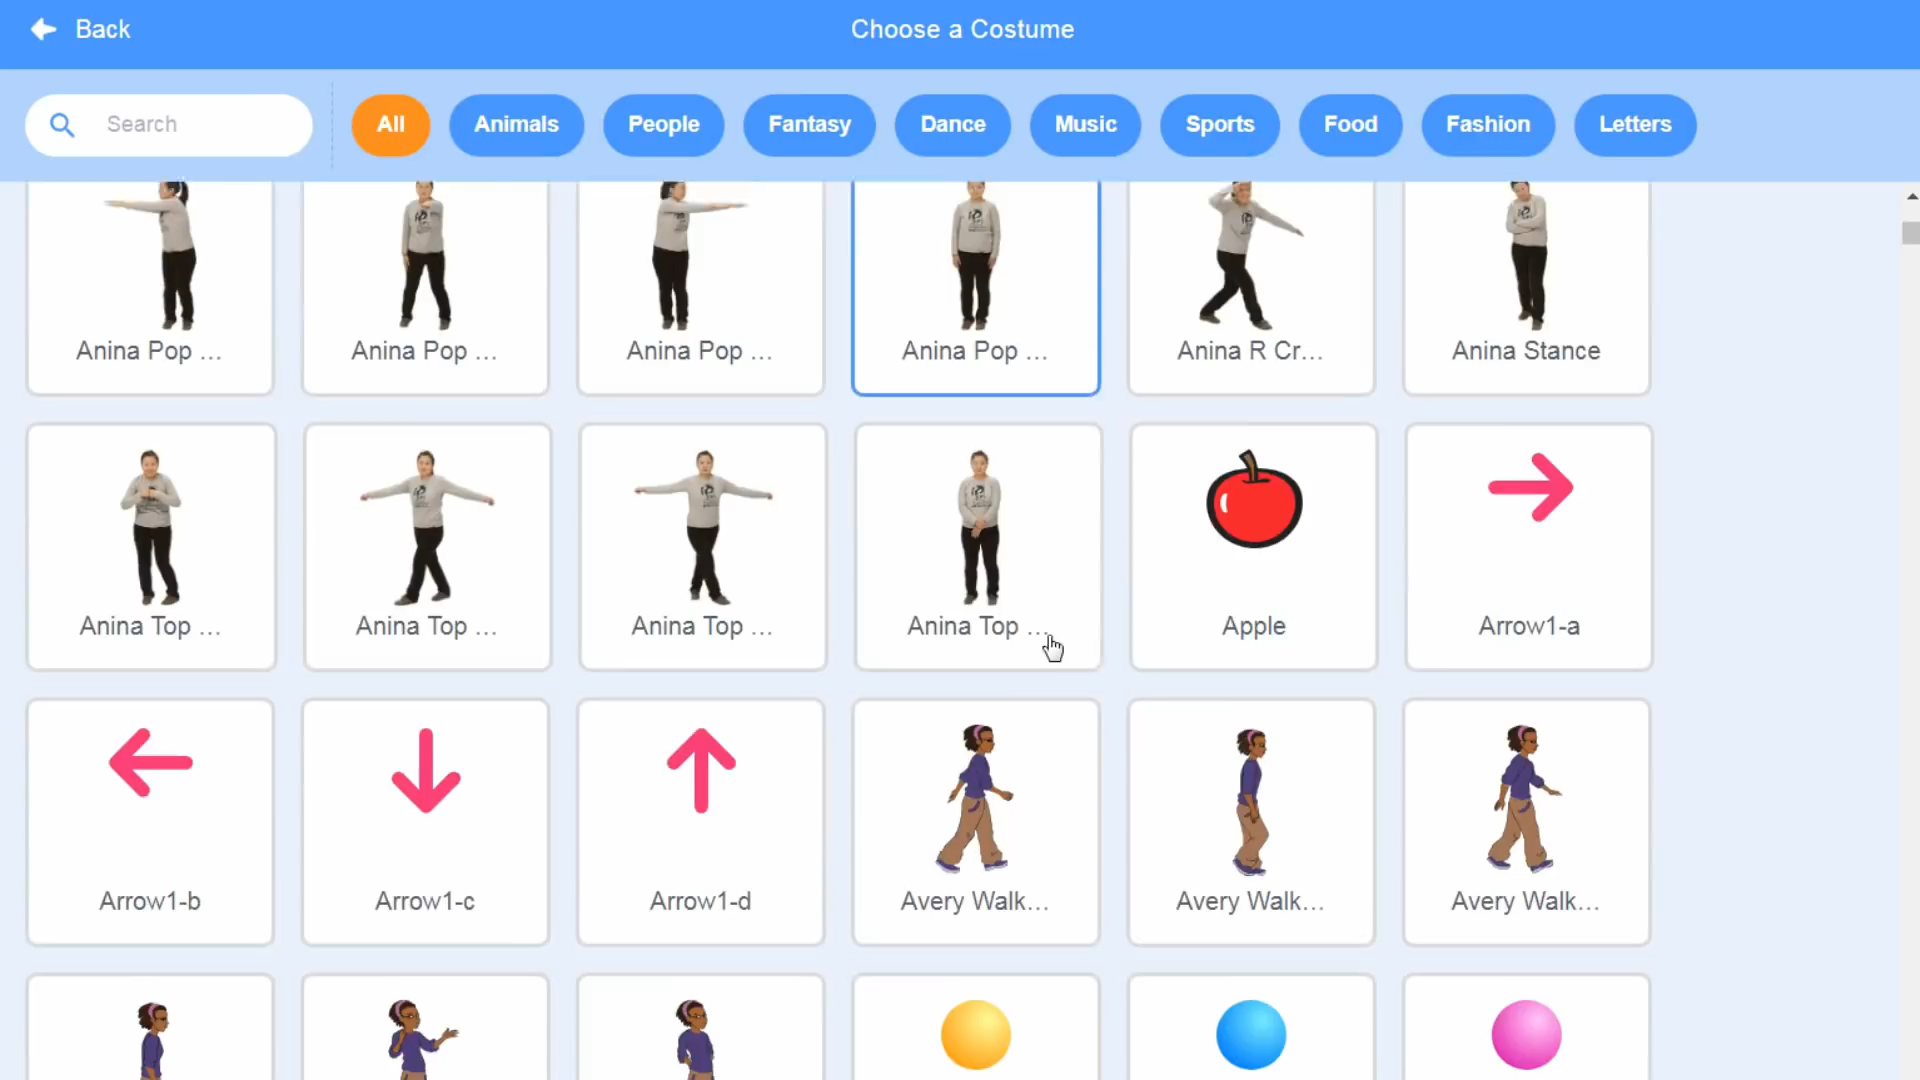 Back
Choose a Costume
Search
All
Animals
People
Fantasy
Dance
Music
Sports
Food
Fashion
Letters
Anina Pop ...
Anina Pop ...
Anina Pop ...
Anina Pop ...
Anina R Cr...
Anina Stance
Anina Top ...
Anina Top ...
Anina Top ...
Anina Top ...
Apple
Arrow1-a
Arrow1-b
Arrow1-c
Arrow1-d
Avery Walk...
Avery Walk...
Avery Walk...